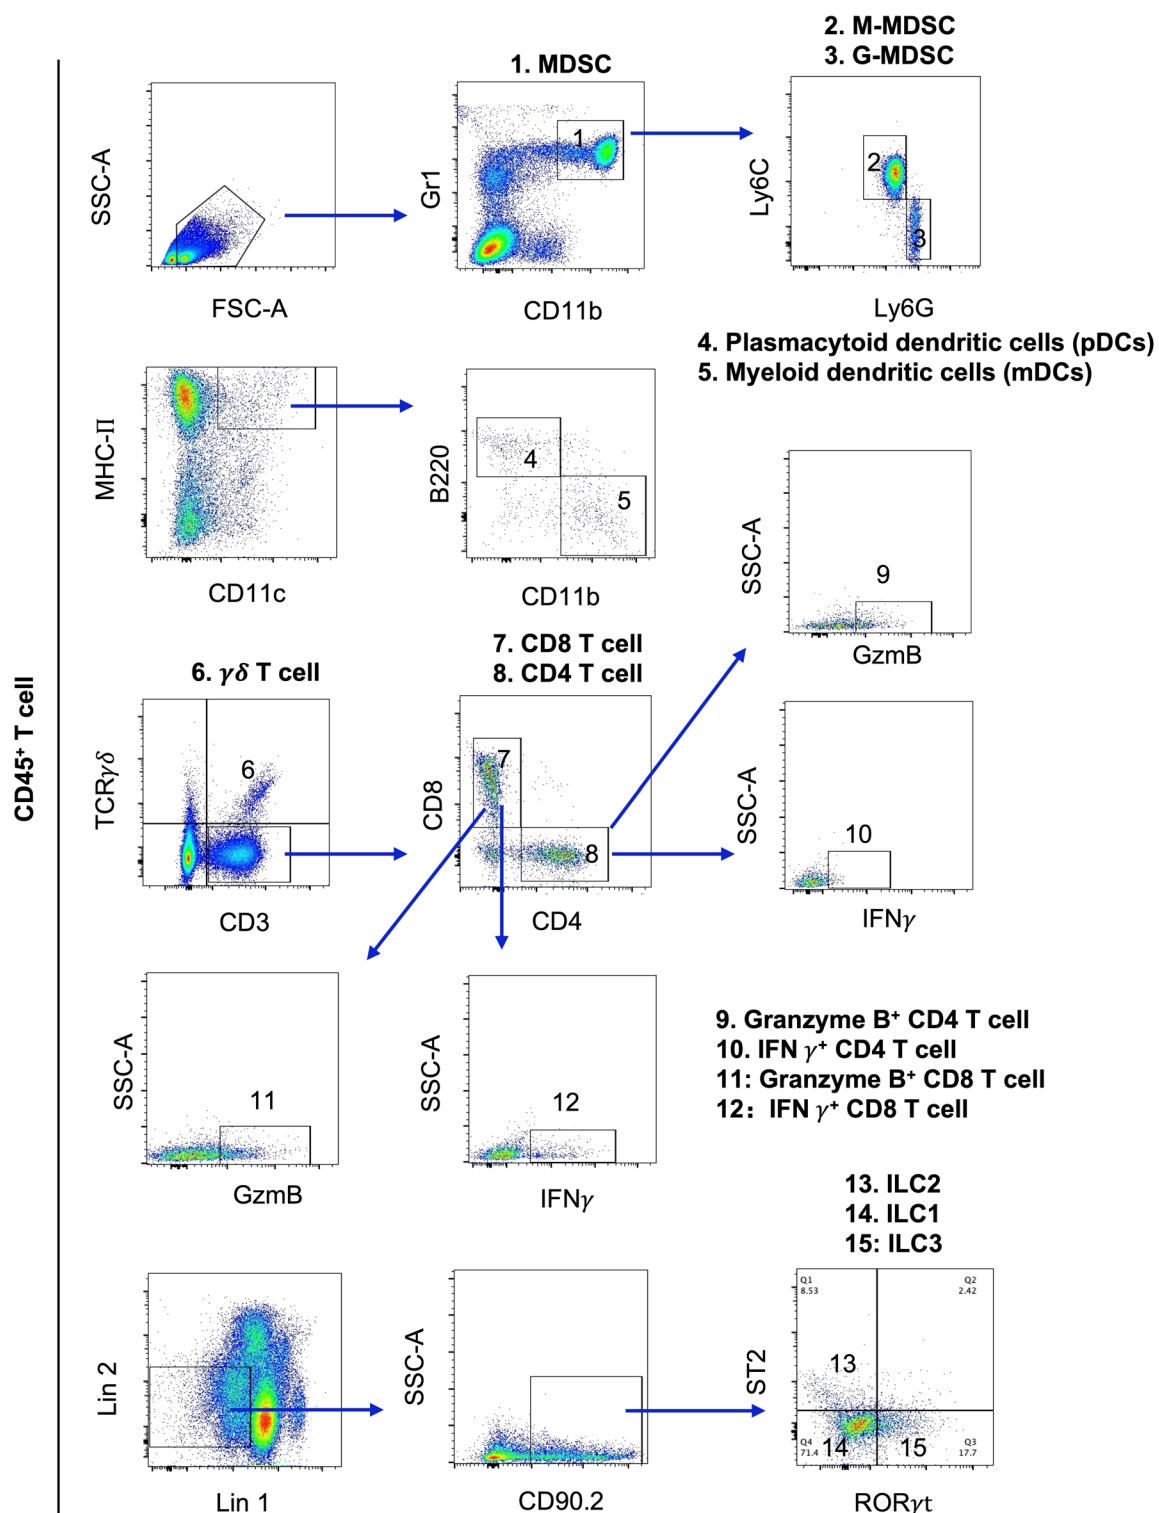 2. M-MDSC
3. G-MDSC
1. MDSC
SSC-A
FSC-A
Gr1
1
CD11b
Ly6C
2
3
Ly6G
4. Plasmacytoid dendritic cells (pDCs)
5. Myeloid dendritic cells (mDCs)
MHC-II
CD11c
B220
4
5
CD11b
SSC-A
9
GzmB
CD45⁺ T cell
6. γδ T cell
7. CD8 T cell
8. CD4 T cell
TCRγδ
6
CD3
CD8
7
8
CD4
SSC-A
10
IFNγ
SSC-A
11
GzmB
SSC-A
12
IFNγ
9. Granzyme B⁺ CD4 T cell
10. IFN γ⁺ CD4 T cell
11: Granzyme B⁺ CD8 T cell
12: IFN γ⁺ CD8 T cell
13. ILC2
14. ILC1
15: ILC3
Lin 2
Lin 1
SSC-A
CD90.2
ST2
Q1
8.53
Q2
2.42
13
14
15
Q4
71.4
Q3
17.7
RORγt